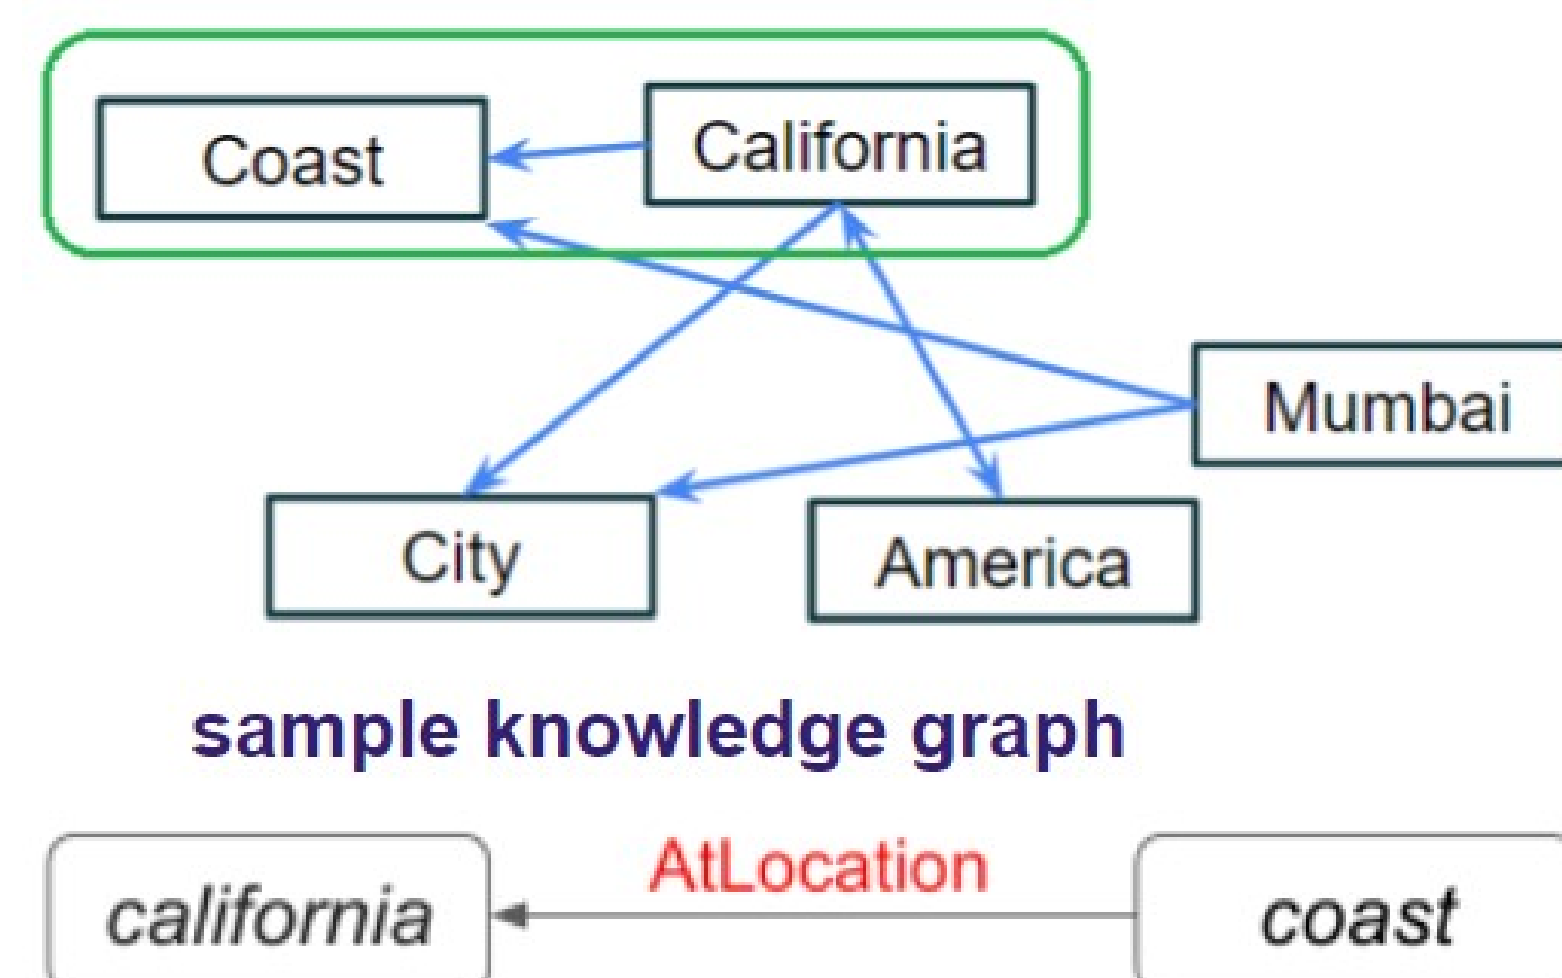 Coast
California
Mumbai
City
America
sample knowledge graph
AtLocation
california
coast